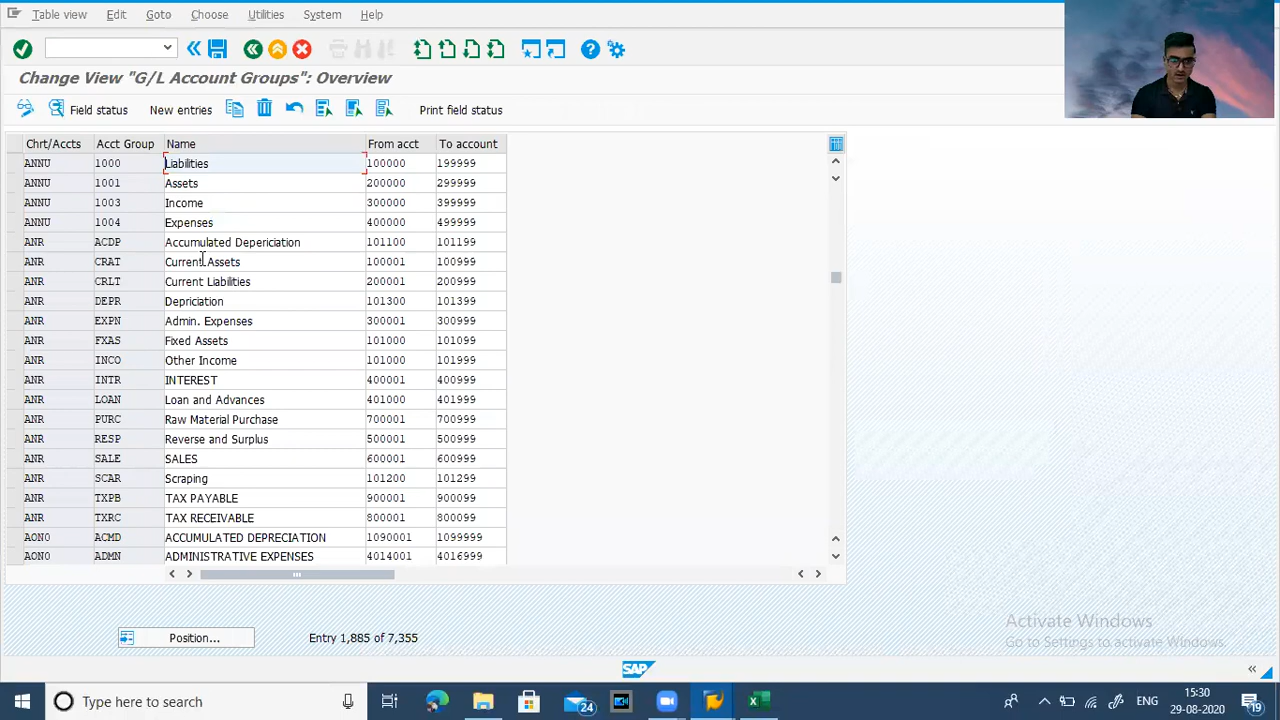 Table view Edit Goto Choose Utilities System Help
Change View "G/L Account Groups": Overview
Field status New entries Print field status
Chrt/Accts Acct Group Name From acct To account
ANNU 1000 Liabilities 100000 199999
ANNU 1001 Assets 200000 299999
ANNU 1003 Income 300000 399999
ANNU 1004 Expenses 400000 499999
ANR ACDP Accumulated Depericiation 101100 101199
ANR CRAT Current Assets 100001 100999
ANR CRLT Current Liabilities 200001 200999
ANR DEPR Depriciation 101300 101399
ANR EXPN Admin. Expenses 300001 300999
ANR FXAS Fixed Assets 101000 101099
ANR INCO Other Income 101000 101999
ANR INTR INTEREST 400001 400999
ANR LOAN Loan and Advances 401000 401999
ANR PURC Raw Material Purchase 700001 700999
ANR RESP Reverse and Surplus 500001 500999
ANR SALE SALES 600001 600999
ANR SCAR Scraping 101200 101299
ANR TXPB TAX PAYABLE 900001 900099
ANR TXRC TAX RECEIVABLE 800001 800099
AON0 ACMD ACCUMULATED DEPRECIATION 1090001 1099999
AON0 ADMN ADMINISTRATIVE EXPENSES 4014001 4016999
Position... Entry 1,885 of 7,355
Activate Windows
Go to Settings to activate Windows.
SAP
Type here to search 24 ENG 15:30
29-08-2020 19